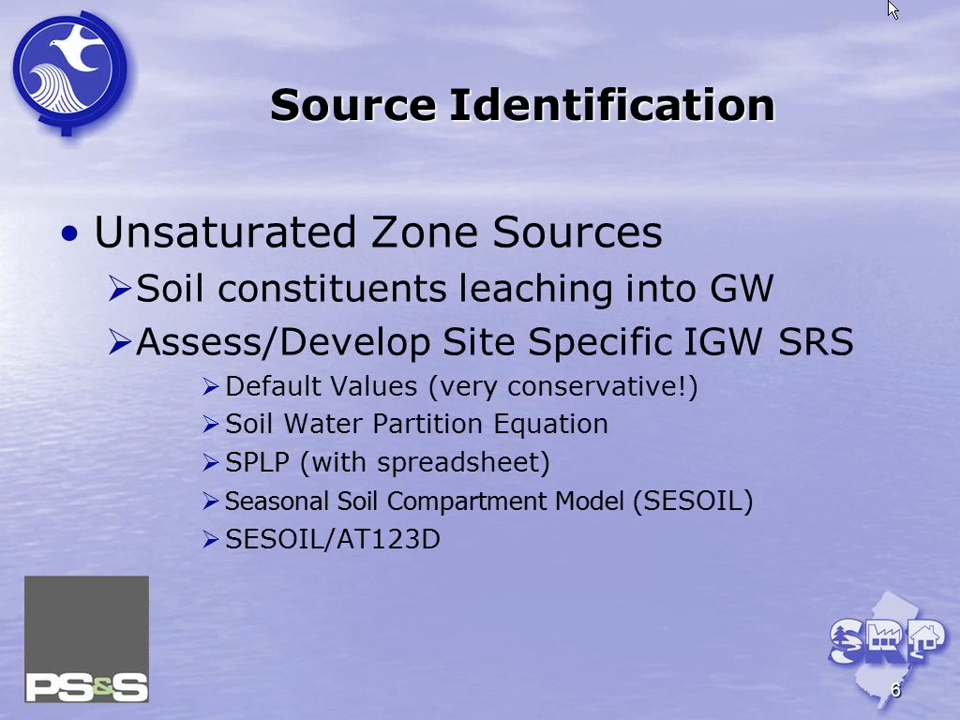 Source Identification
• Unsaturated Zone Sources
➢Soil constituents leaching into GW
➢Assess/Develop Site Specific IGW SRS
➢Default Values (very conservative!)
➢Soil Water Partition Equation
➢SPLP (with spreadsheet)
➢Seasonal Soil Compartment Model (SESOIL)
➢SESOIL/AT123D
PS&S
SRP
6